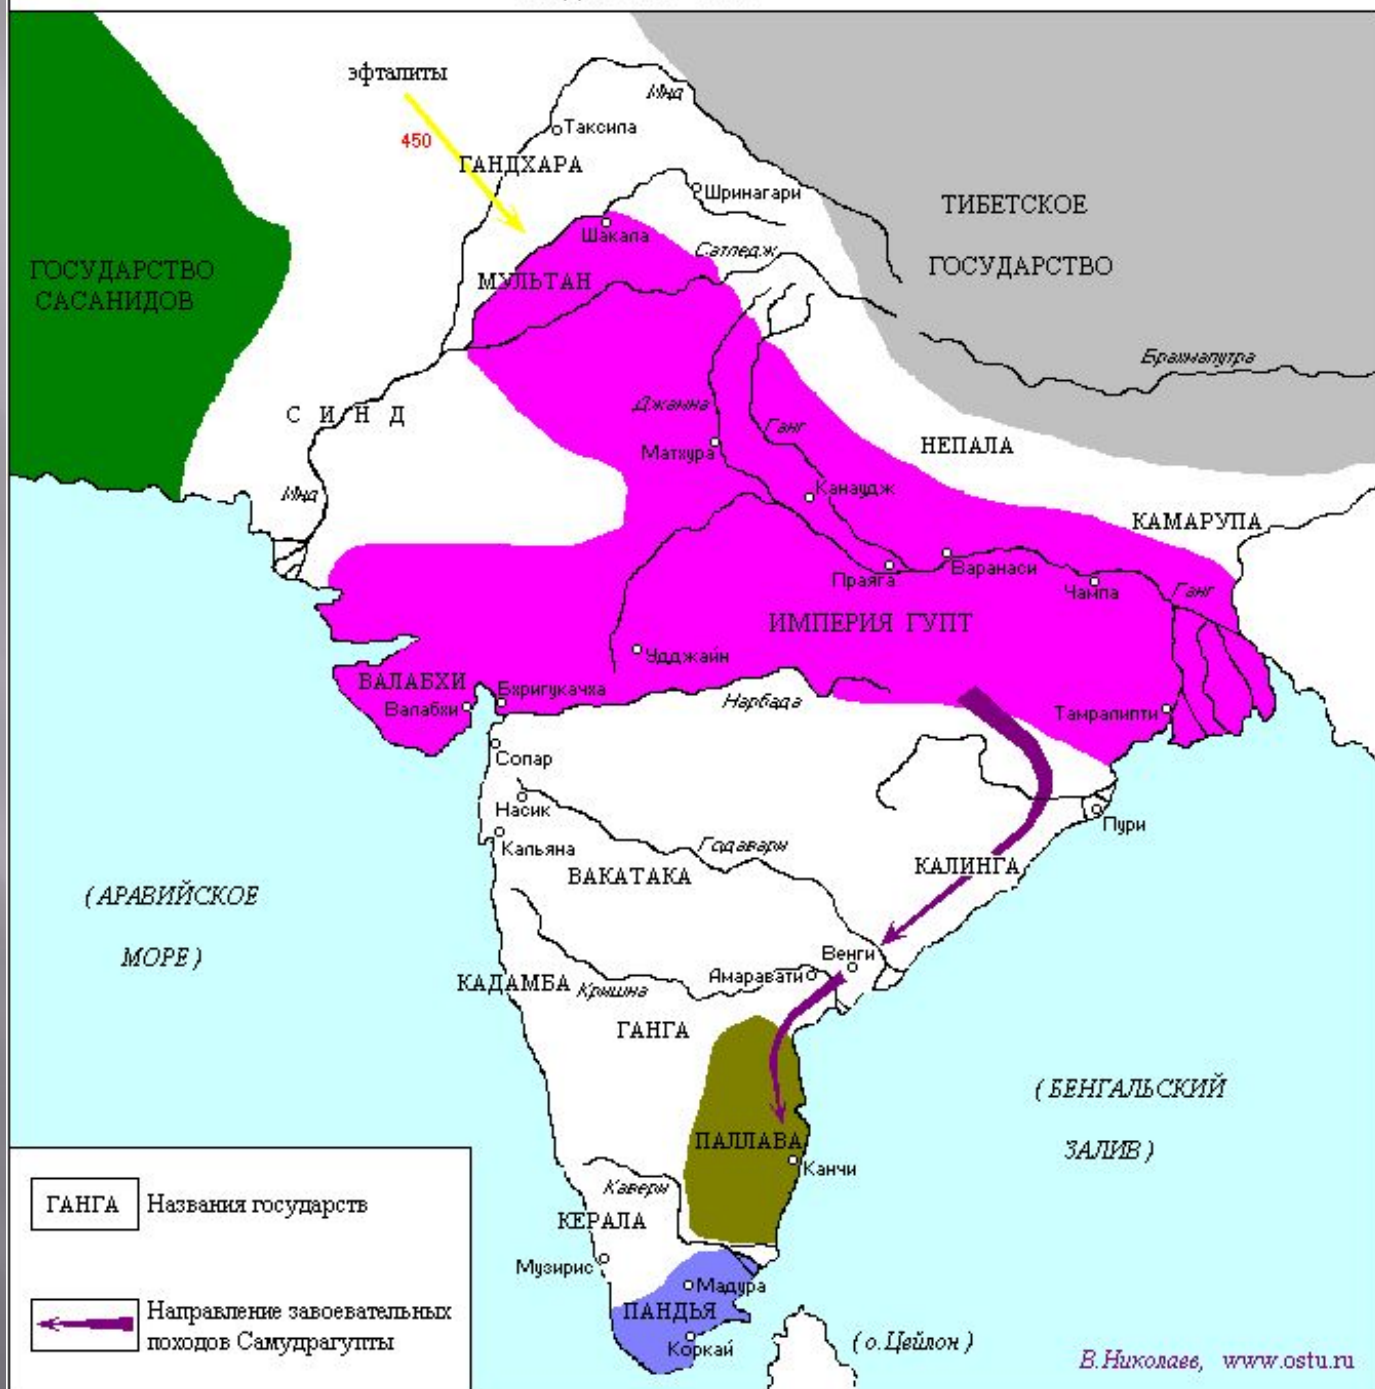 эфталиты
Инд
450
Таксила
ГАНДХАРА
Шринагари
ТИБЕТСКОЕ
ГОСУДАРСТВО
Шакала
Сатледж
ГОСУДАРСТВО
САСАНИДОВ
МУЛЬТАН
Брахмапутра
С И Н Д
Джамна
Ганг
Матхура
НЕПАЛА
Инд
Канаудж
КАМАРУПА
Праяга
Варанаси
Чампа
Ганг
ИМПЕРИЯ ГУПТ
Удджайн
ВАЛАБХИ
Валабхи
Бхригукачха
Нарбада
Тамралипти
Сопар
Насик
Кальяна
Годавари
Пури
ВАКАТАКА
КАЛИНГА
( АРАВИЙСКОЕ
МОРЕ )
Венги
Амаравати
КАДАМБА
Кришна
ГАНГА
( БЕНГАЛЬСКИЙ
ЗАЛИВ )
ПАЛЛАВА
Канчи
Кавери
КЕРАЛА
Музирис
Мадура
ПАНДЬЯ
Коркай
( о.Цейлон )
ГАНГА
Названия государств
Направление завоевательных
походов Самудрагупты
В.Николаев, www.ostu.ru